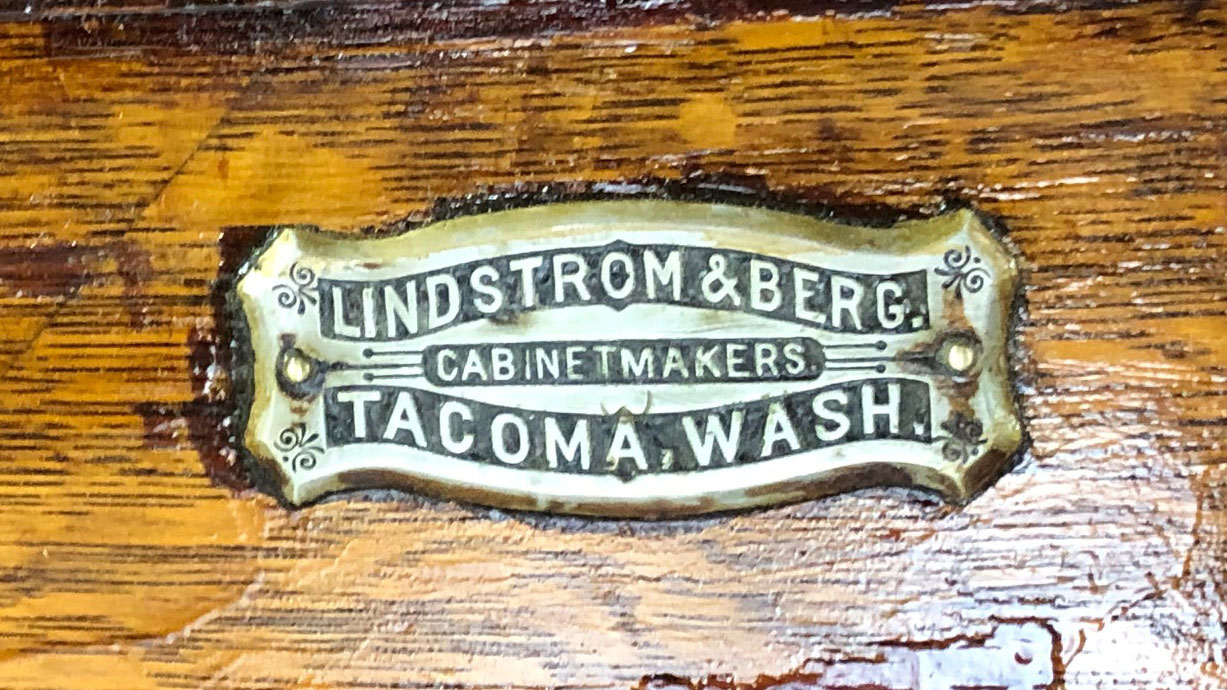 LINDSTROM & BERG.
CABINETMAKERS.
TACOMA, WASH.